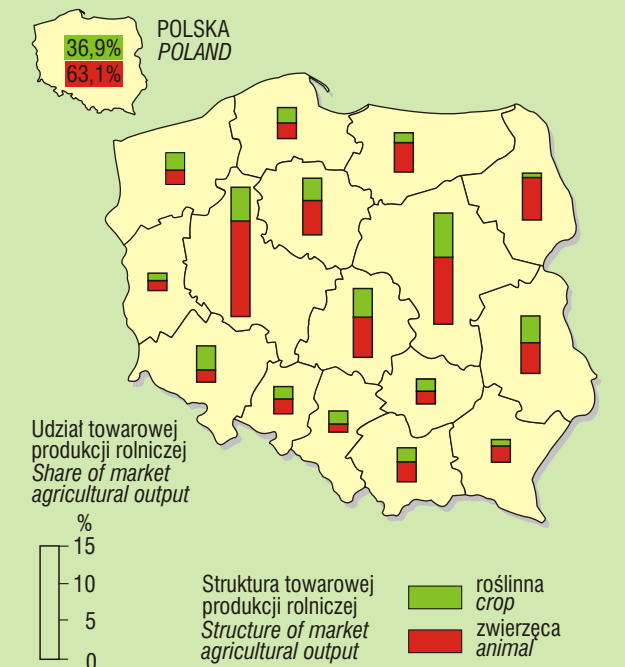 POLSKA
POLAND
36,9%
63,1%
Udział towarowej
produkcji rolniczej
Share of market
agricultural output
%
15
10
5
0
Struktura towarowej
produkcji rolniczej
Structure of market
agricultural output
roślinna
crop
zwierzęca
animal